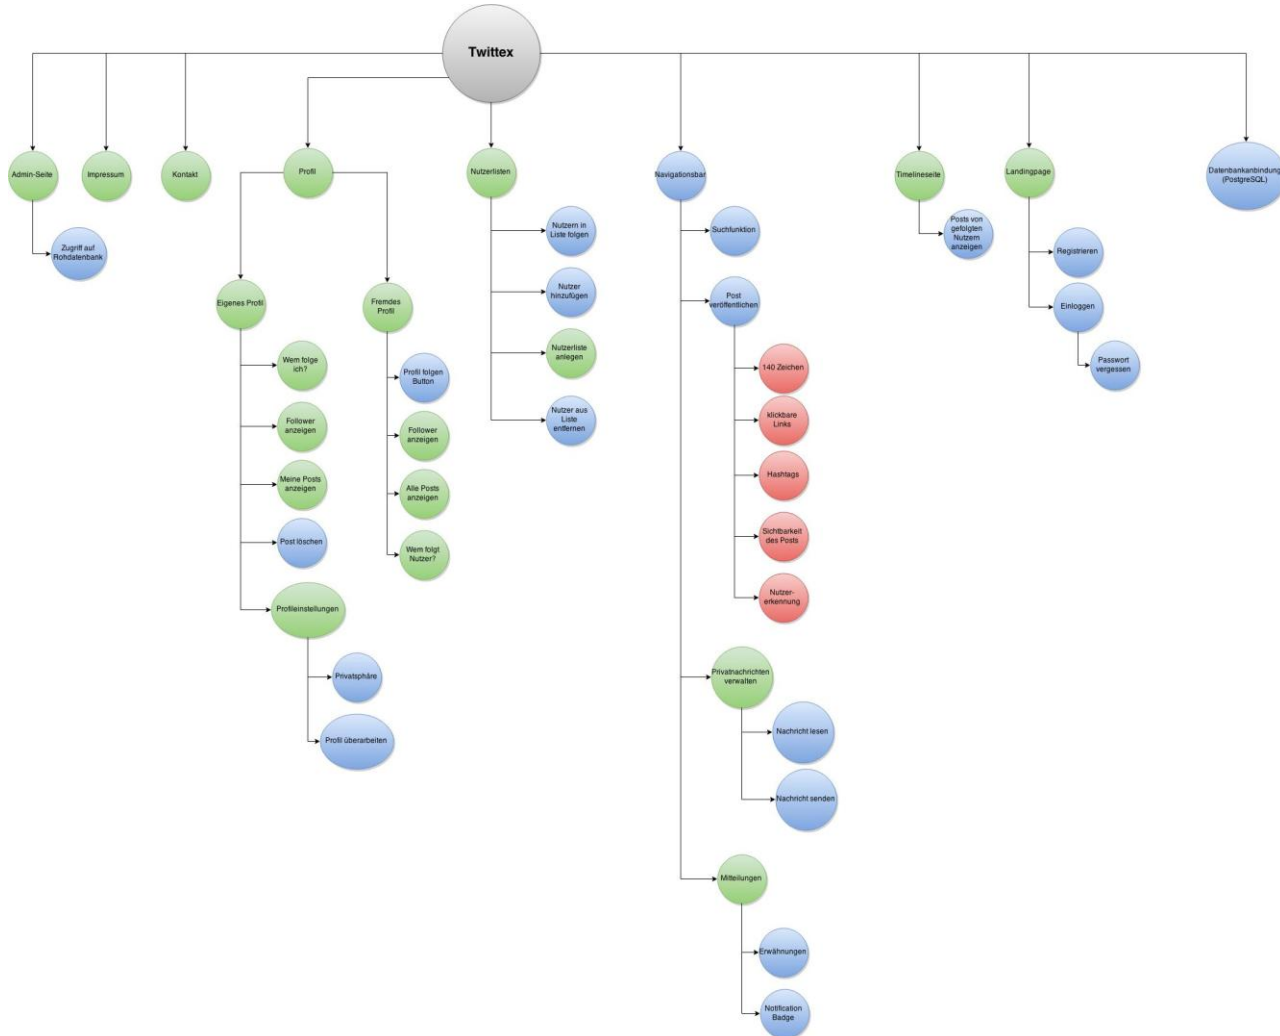 Twittex
Admin-Seite
Impressum
Kontakt
Profil
Nutzerlisten
Navigationsbar
Timelineseite
Landingpage
Datenbankanbindung
(PostgreSQL)
Zugriff auf
Rohdatenbank
Eigenes Profil
Wem folge
ich?
Follower
anzeigen
Meine Posts
anzeigen
Post löschen
Profileinstellungen
Privatsphäre
Profil überarbeiten
Fremdes
Profil
Profil folgen
Button
Follower
anzeigen
Alle Posts
anzeigen
Wem folgt
Nutzer?
Nutzern in
Liste folgen
Nutzer
hinzufügen
Nutzerliste
anlegen
Nutzer aus
Liste
entfernen
Suchfunktion
Post
veröffentlichen
140 Zeichen
klickbare
Links
Hashtags
Sichtbarkeit
des Posts
Nutzer-
erkennung
Privatnachrichten
verwalten
Nachricht lesen
Nachricht senden
Mitteilungen
Erwähnungen
Notification
Badge
Posts von
gefolgten
Nutzern
anzeigen
Registrieren
Einloggen
Passwort
vergessen